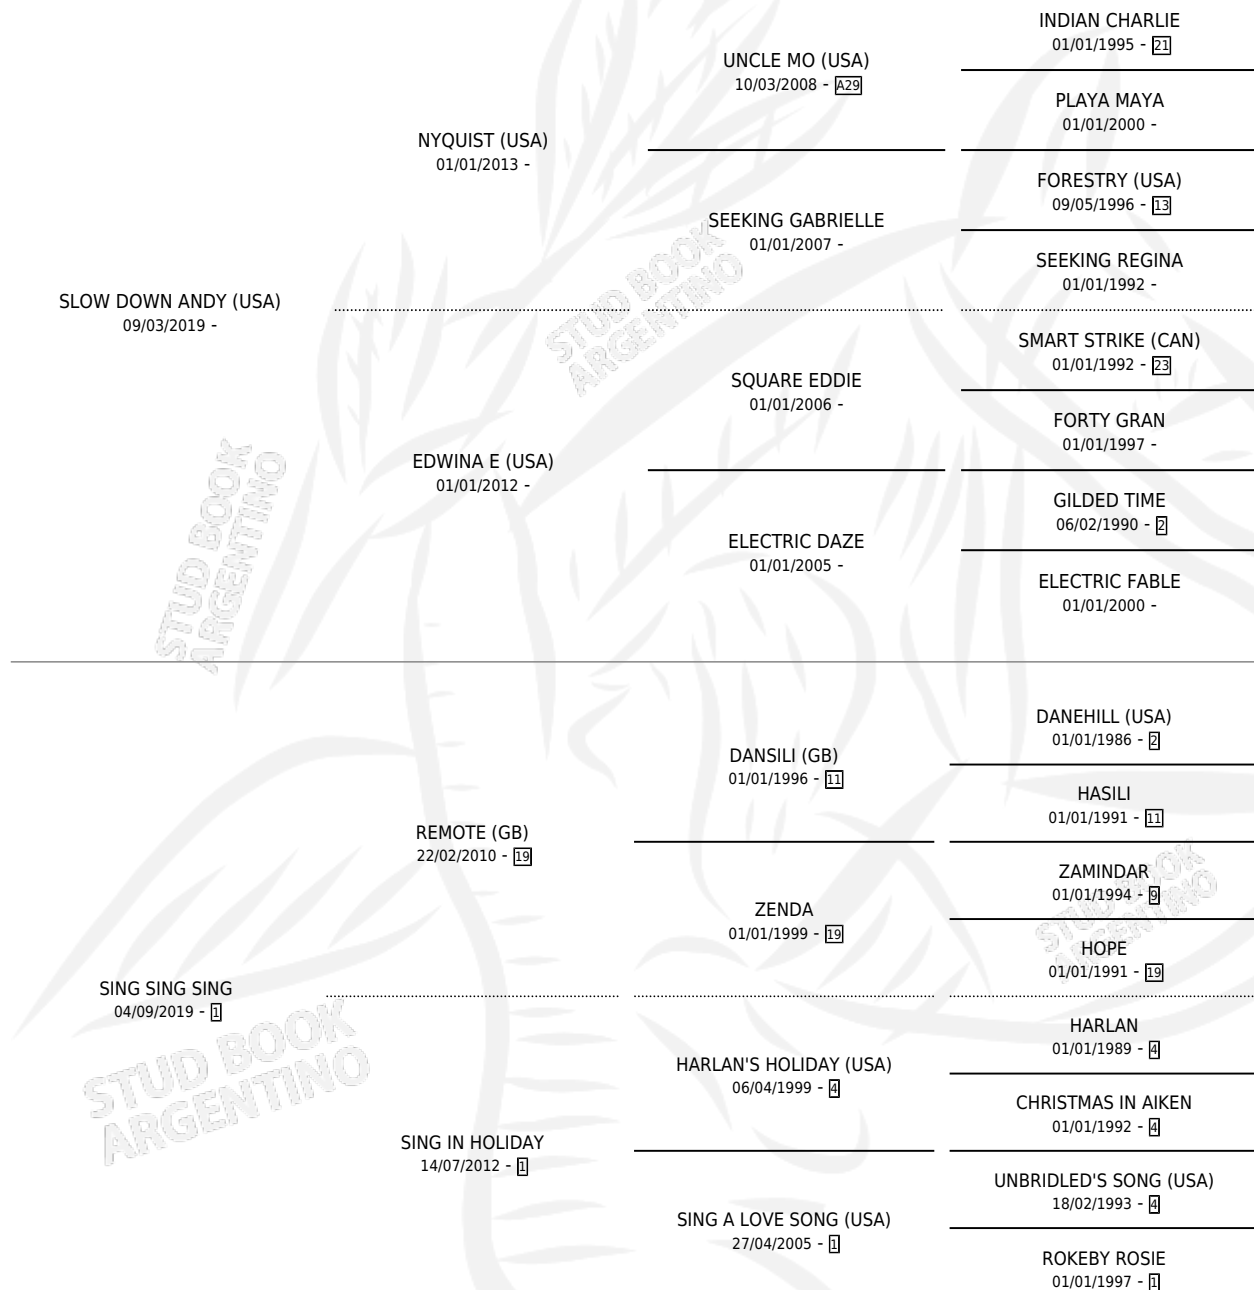 INDIAN CHARLIE
01/01/1995 - 21
UNCLE MO (USA)
10/03/2008 - A29
PLAYA MAYA
01/01/2000 -
NYQUIST (USA)
01/01/2013 -
FORESTRY (USA)
09/05/1996 - 13
SEEKING GABRIELLE
01/01/2007 -
SEEKING REGINA
01/01/1992 -
SLOW DOWN ANDY (USA)
09/03/2019 -
SMART STRIKE (CAN)
01/01/1992 - 23
SQUARE EDDIE
01/01/2006 -
FORTY GRAN
01/01/1997 -
EDWINA E (USA)
01/01/2012 -
GILDED TIME
06/02/1990 - 2
ELECTRIC DAZE
01/01/2005 -
ELECTRIC FABLE
01/01/2000 -
DANEHILL (USA)
01/01/1986 - 2
DANSILI (GB)
01/01/1996 - 11
HASILI
01/01/1991 - 11
REMOTE (GB)
22/02/2010 - 19
ZAMINDAR
01/01/1994 - 9
ZENDA
01/01/1999 - 19
HOPE
01/01/1991 - 19
SING SING SING
04/09/2019 - 1
HARLAN
01/01/1989 - 4
HARLAN'S HOLIDAY (USA)
06/04/1999 - 4
CHRISTMAS IN AIKEN
01/01/1992 - 4
SING IN HOLIDAY
14/07/2012 - 1
UNBRIDLED'S SONG (USA)
18/02/1993 - 4
SING A LOVE SONG (USA)
27/04/2005 - 1
ROKEBY ROSIE
01/01/1997 - 1
STUD BOOK
ARGENTINO
STUD BOOK
ARGENTINO
STUD BOOK
ARGENTINO
STUD BOOK
ARGENTINO